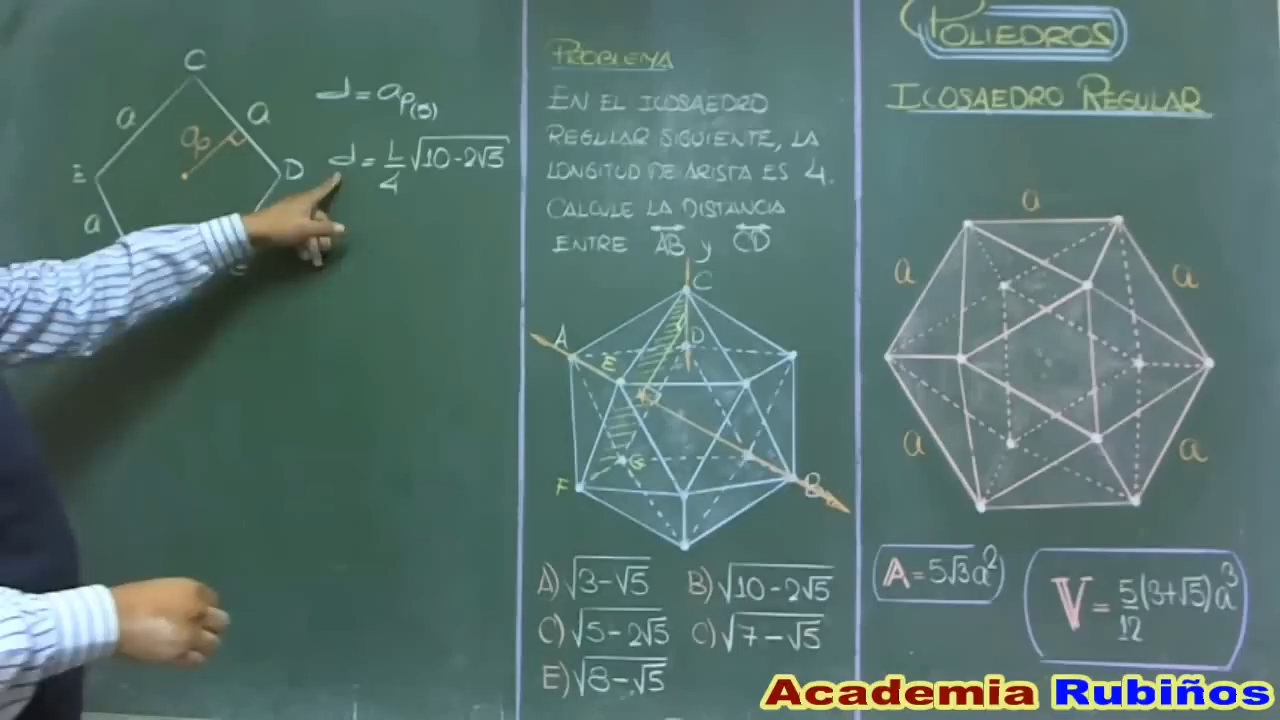 C
a
a
ap
E
D
a
d = ap(5)
d = L/4 √10-2√5
PROBLEMA
EN EL ICOSAEDRO
REGULAR SIGUIENTE, LA
LONGITUD DE ARISTA ES 4.
CALCULE LA DISTANCIA
ENTRE AB y CD
C
A
D
E
G
F
B
A) √3-√5 B) √10-2√5
C) √5-2√5 C) √7-√5
E) √8-√5
POLIEDROS
ICOSAEDRO REGULAR
a
a
a
a
a
A = 5√3a²
V = 5/12 (3+√5)a³
Academia Rubiños